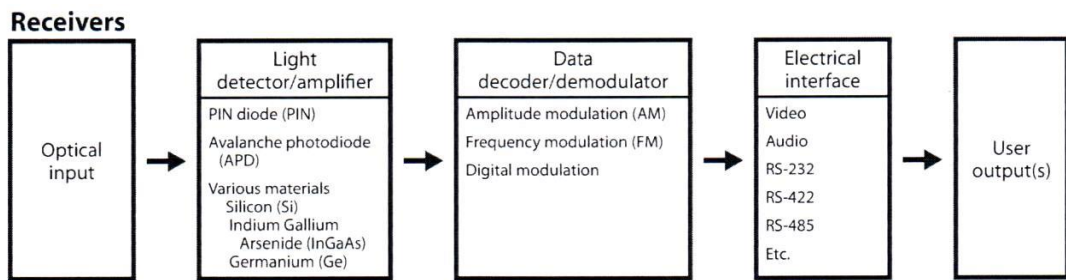 Receivers
Optical
input
Light
detector/amplifier
PIN diode (PIN)
Avalanche photodiode
(APD)
Various materials
Silicon (Si)
Indium Gallium
Arsenide (InGaAs)
Germanium (Ge)
Data
decoder/demodulator
Amplitude modulation (AM)
Frequency modulation (FM)
Digital modulation
Electrical
interface
Video
Audio
RS-232
RS-422
RS-485
Etc.
User
output(s)